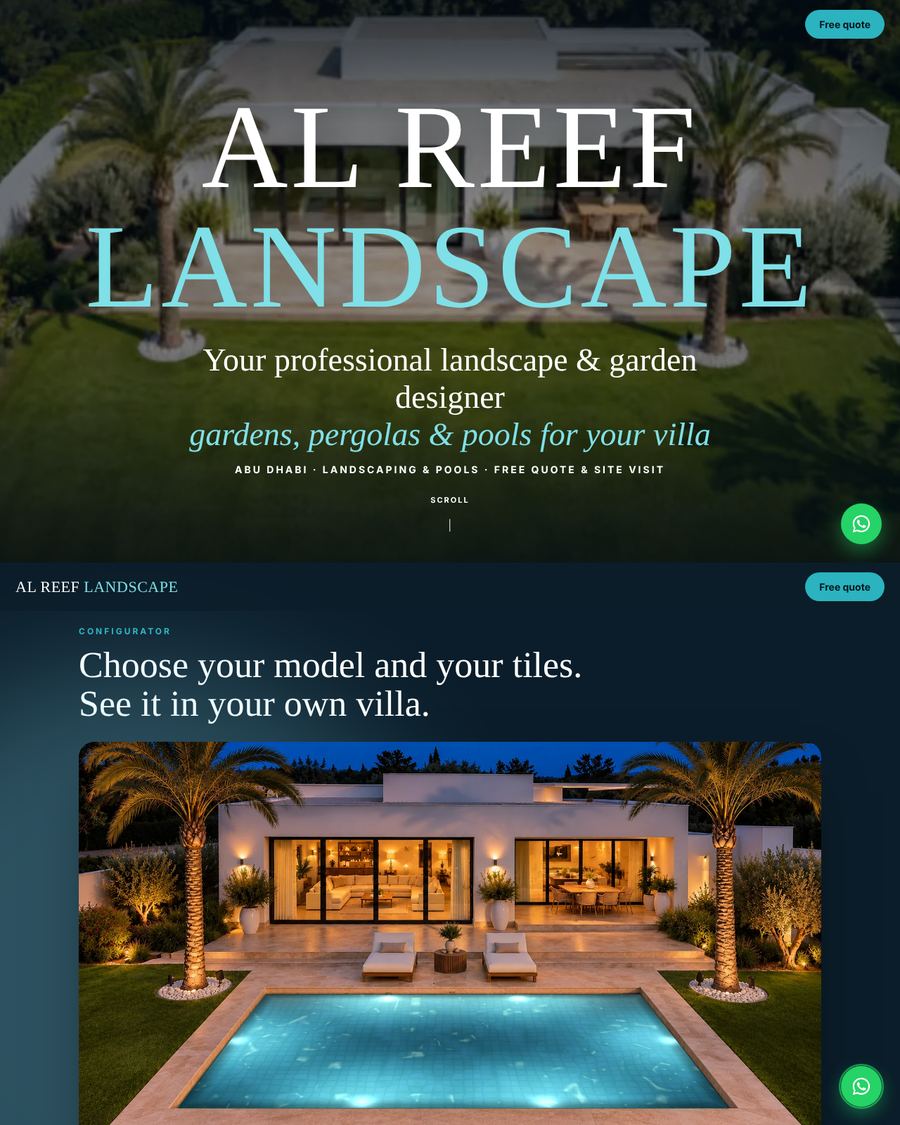 Free quote
AL REEF
LANDSCAPE
Your professional landscape & garden
designer
gardens, pergolas & pools for your villa
ABU DHABI · LANDSCAPING & POOLS · FREE QUOTE & SITE VISIT
SCROLL
AL REEF LANDSCAPE
Free quote
CONFIGURATOR
Choose your model and your tiles.
See it in your own villa.